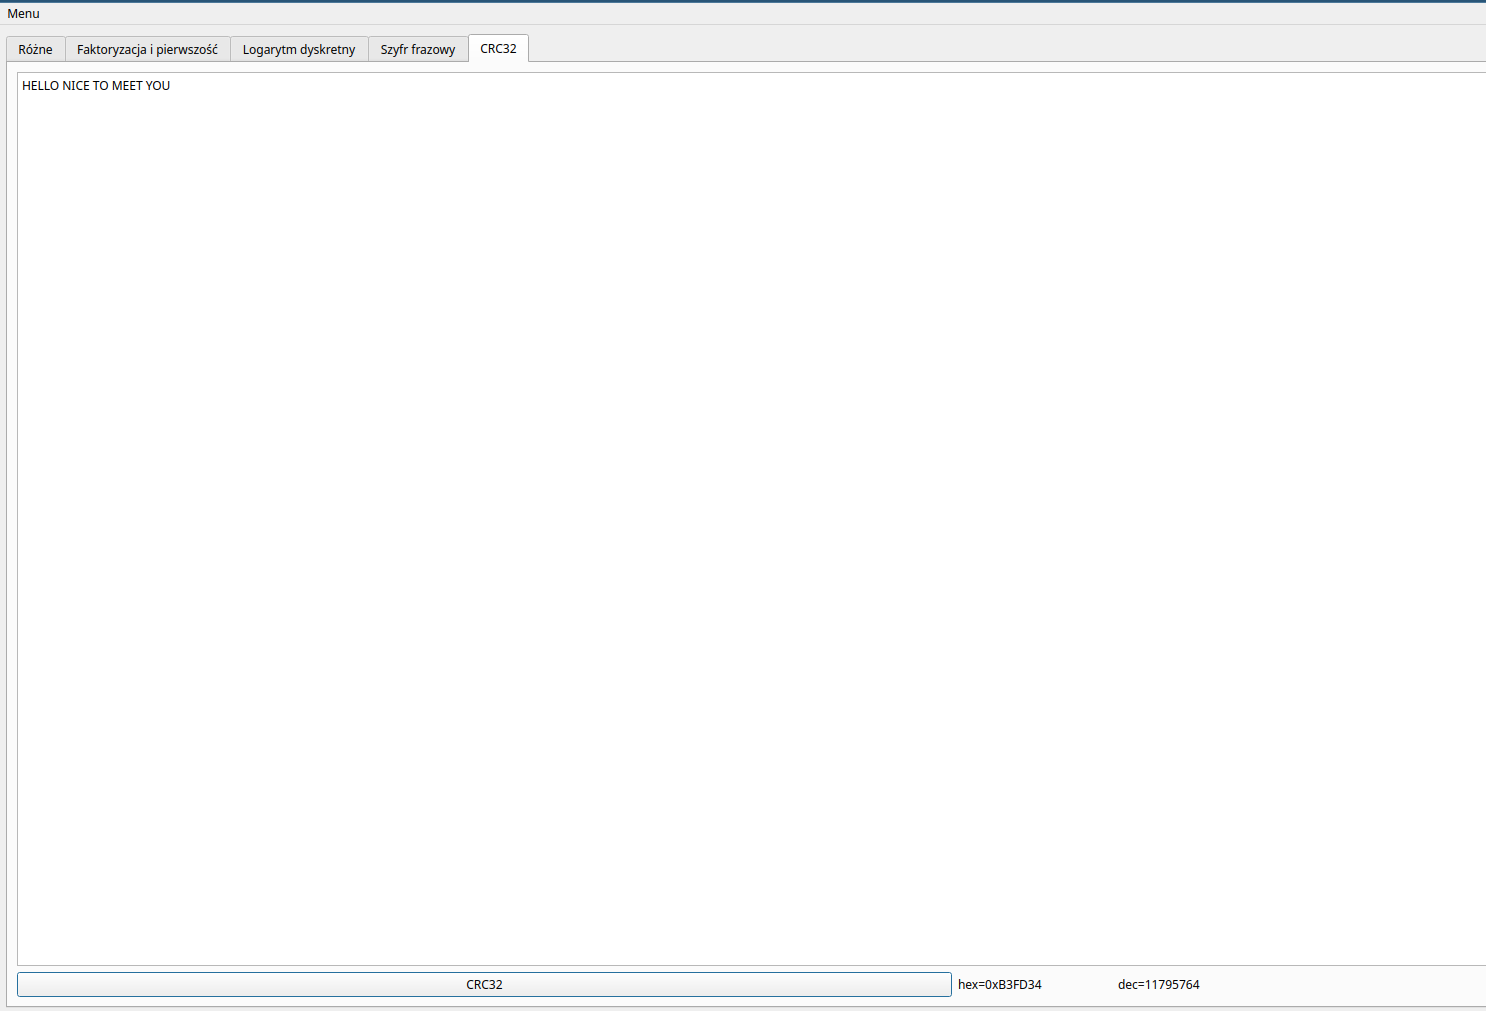 Menu
Różne Faktoryzacja i pierwszość Logarytm dyskretny Szyfr frazowy CRC32
HELLO NICE TO MEET YOU
CRC32 hex=0xB3FD34 dec=11795764